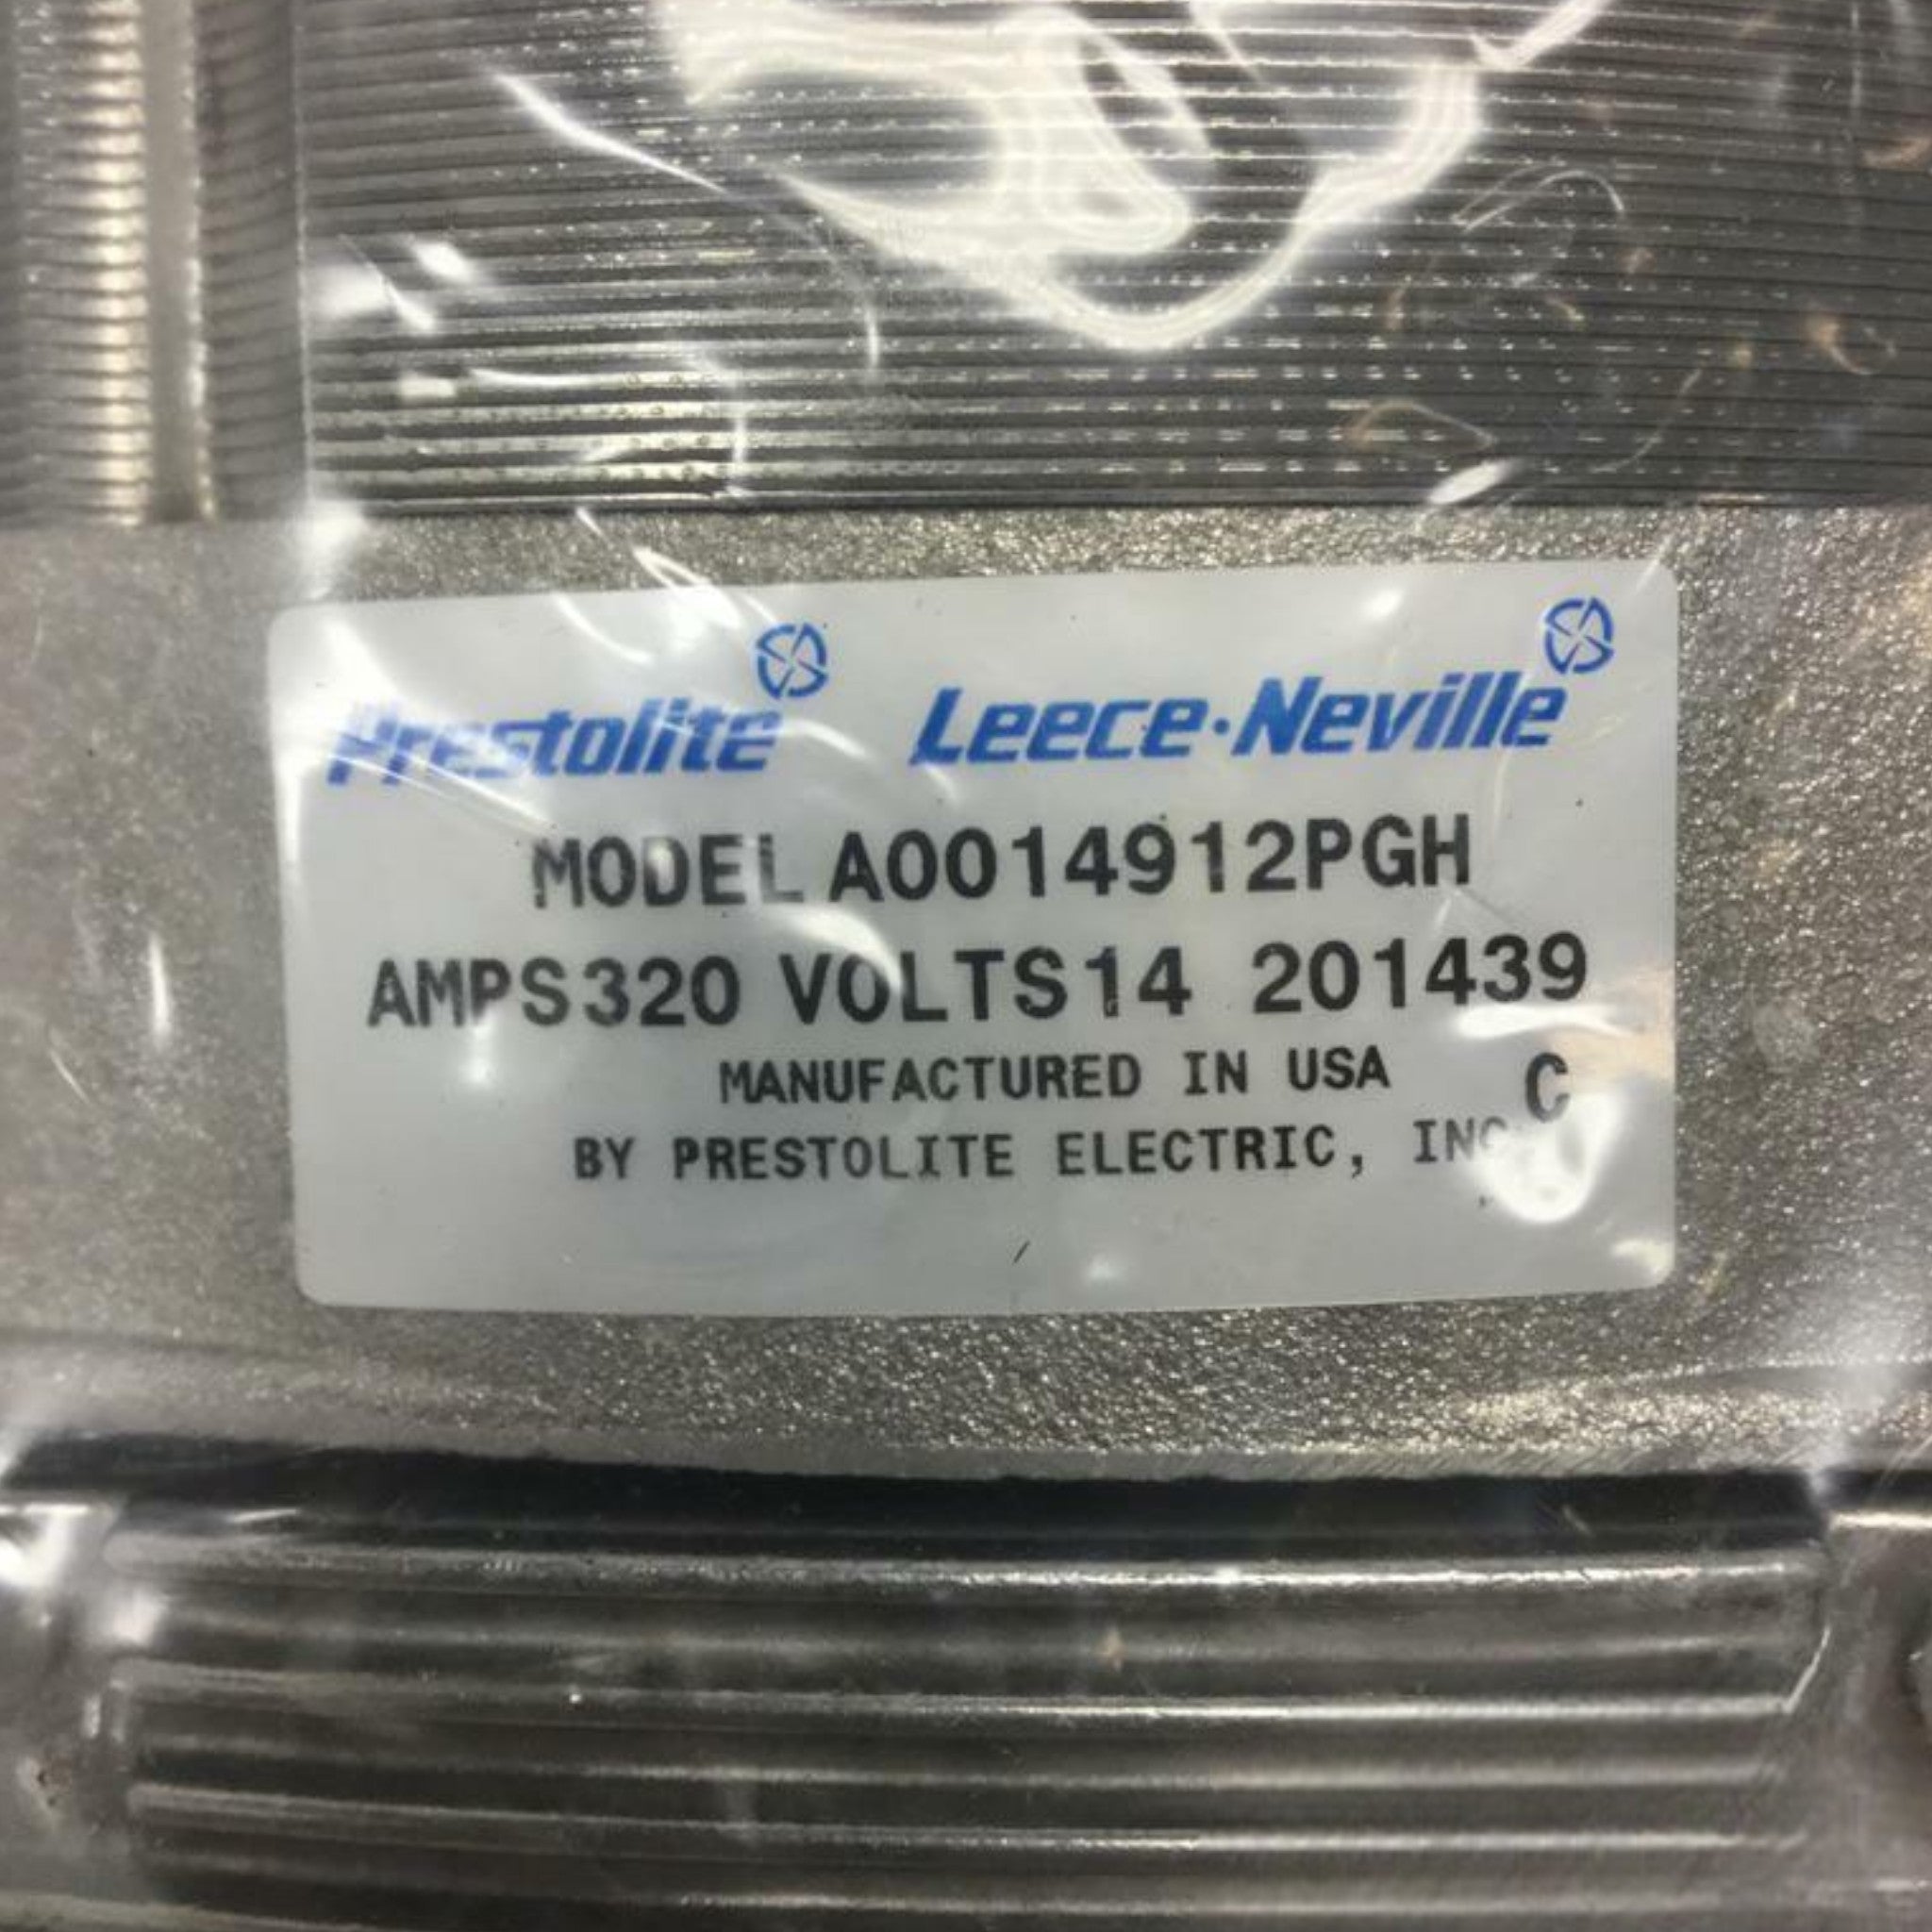 Prestolite Leece·Neville
MODEL A0014912PGH
AMPS320 VOLTS14 201439
MANUFACTURED IN USA C
BY PRESTOLITE ELECTRIC, INC